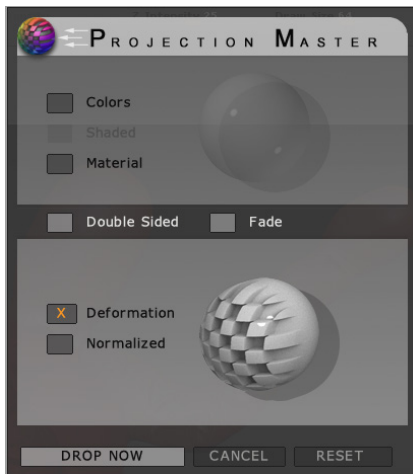 PROJECTION MASTER
Colors
Shaded
Material
Double Sided Fade
X Deformation
Normalized
DROP NOW CANCEL RESET